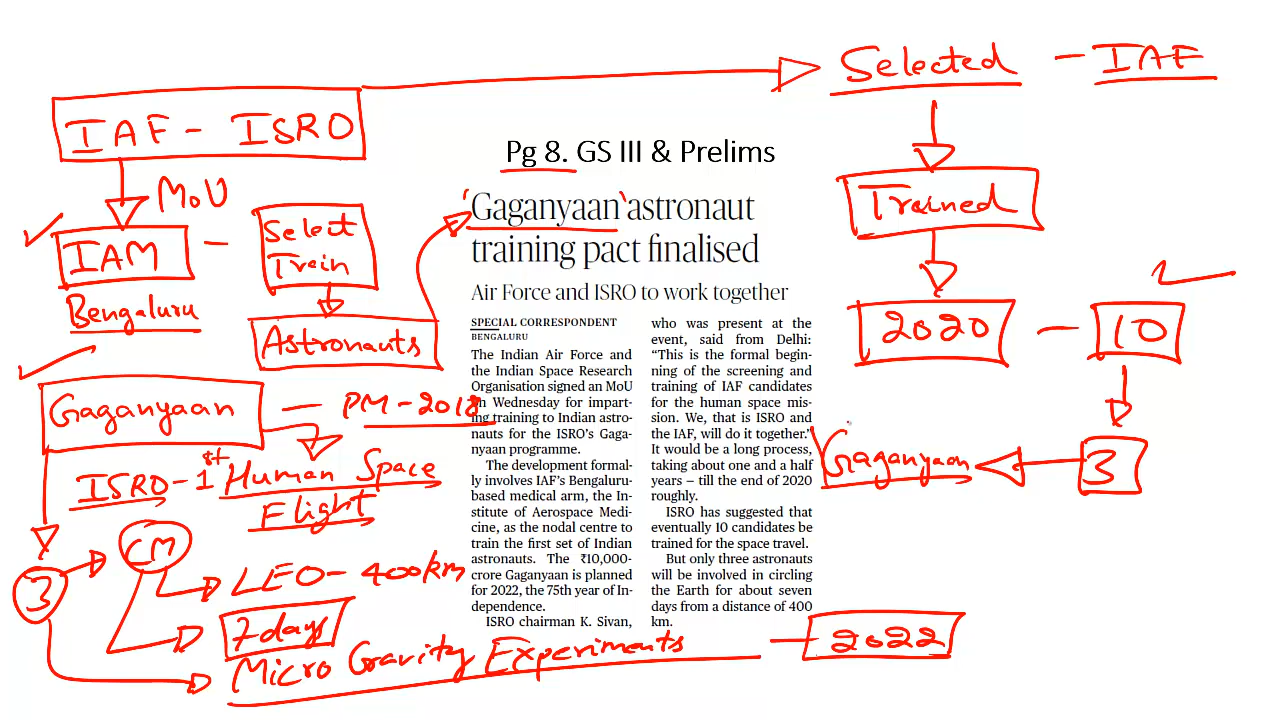 Selected - IAF
IAF - ISRO
Pg 8. GS III & Prelims
MoU
Trained
'Gaganyaan' astronaut
training pact finalised
Select
Train
IAM -
Bengaluru
Astronauts
2020 - 10
Air Force and ISRO to work together
SPECIAL CORRESPONDENT
BENGALURU
The Indian Air Force and
the Indian Space Research
Organisation signed an MoU
on Wednesday for impart-
ing training to Indian astro-
nauts for the ISRO's Gaga-
nyaan programme.
The development formal-
ly involves IAF's Bengaluru-
based medical arm, the In-
stitute of Aerospace Medi-
cine, as the nodal centre to
train the first set of Indian
astronauts. The ₹10,000-
crore Gaganyaan is planned
for 2022, the 75th year of In-
dependence.
ISRO chairman K. Sivan,
who was present at the
event, said from Delhi:
“This is the formal begin-
ning of the screening and
training of IAF candidates
for the human space mis-
sion. We, that is ISRO and
the IAF, will do it together.”
It would be a long process,
taking about one and a half
years – till the end of 2020
roughly.
ISRO has suggested that
eventually 10 candidates be
trained for the space travel.
But only three astronauts
will be involved in circling
the Earth for about seven
days from a distance of 400
km.
Gaganyaan - PM-2018
ISRO - 1st Human Space
Flight
Gaganyaan
3
3
CM
LEO - 400km
7 days
Micro Gravity Experiments - 2022